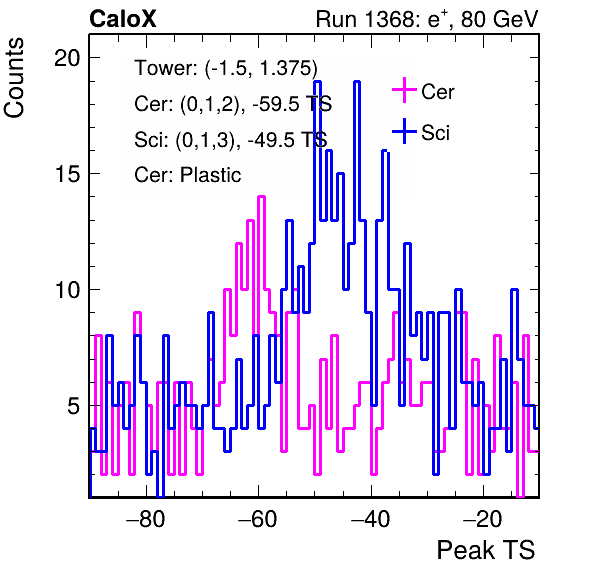 CaloX Run 1368: e⁺, 80 GeV
Counts
20
15
10
5
Tower: (-1.5, 1.375)
Cer: (0,1,2), -59.5 TS
Sci: (0,1,3), -49.5 TS
Cer: Plastic
Cer
Sci
−80 −60 −40 −20
Peak TS